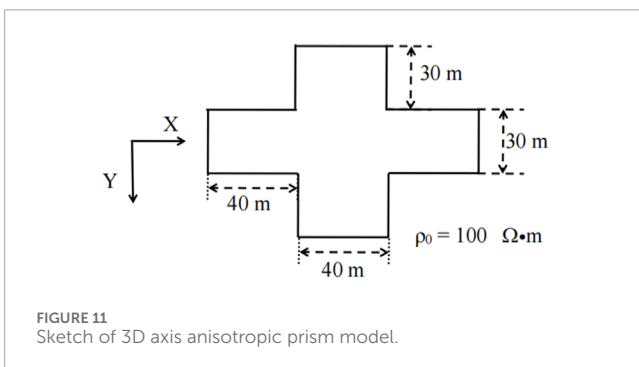 30 m
X
30 m
Y
40 m
ρ₀ = 100 Ω•m
40 m
FIGURE 11
Sketch of 3D axis anisotropic prism model.